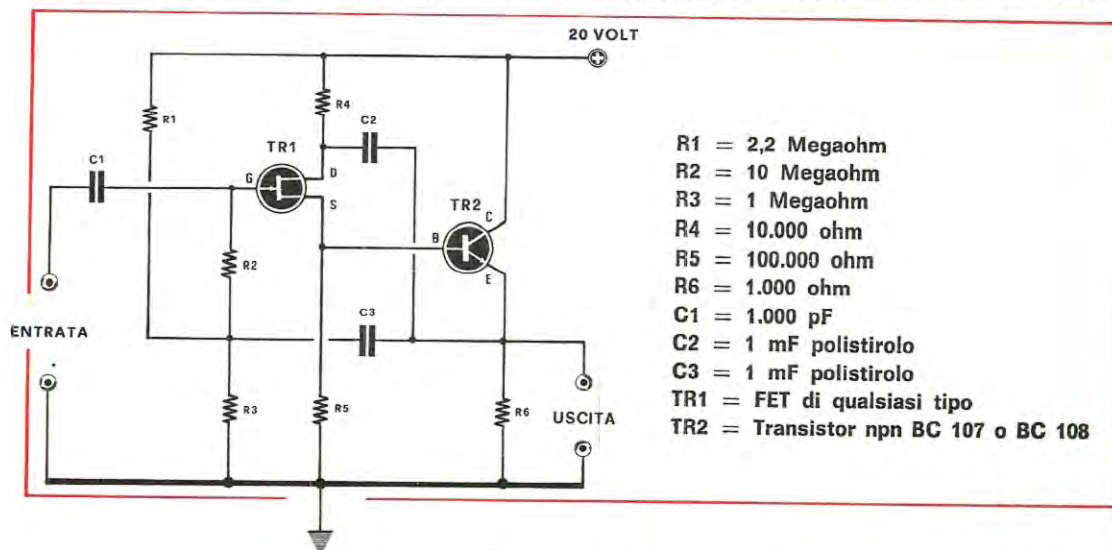 20 VOLT
R1
R4
C2
C1
TR1
G
D
S
TR2
C
B
E
R2
C3
ENTRATA
R3
R5
R6
USCITA
R1 = 2,2 Megaohm
R2 = 10 Megaohm
R3 = 1 Megaohm
R4 = 10.000 ohm
R5 = 100.000 ohm
R6 = 1.000 ohm
C1 = 1.000 pF
C2 = 1 mF polistirolo
C3 = 1 mF polistirolo
TR1 = FET di qualsiasi tipo
TR2 = Transistor npn BC 107 o BC 108